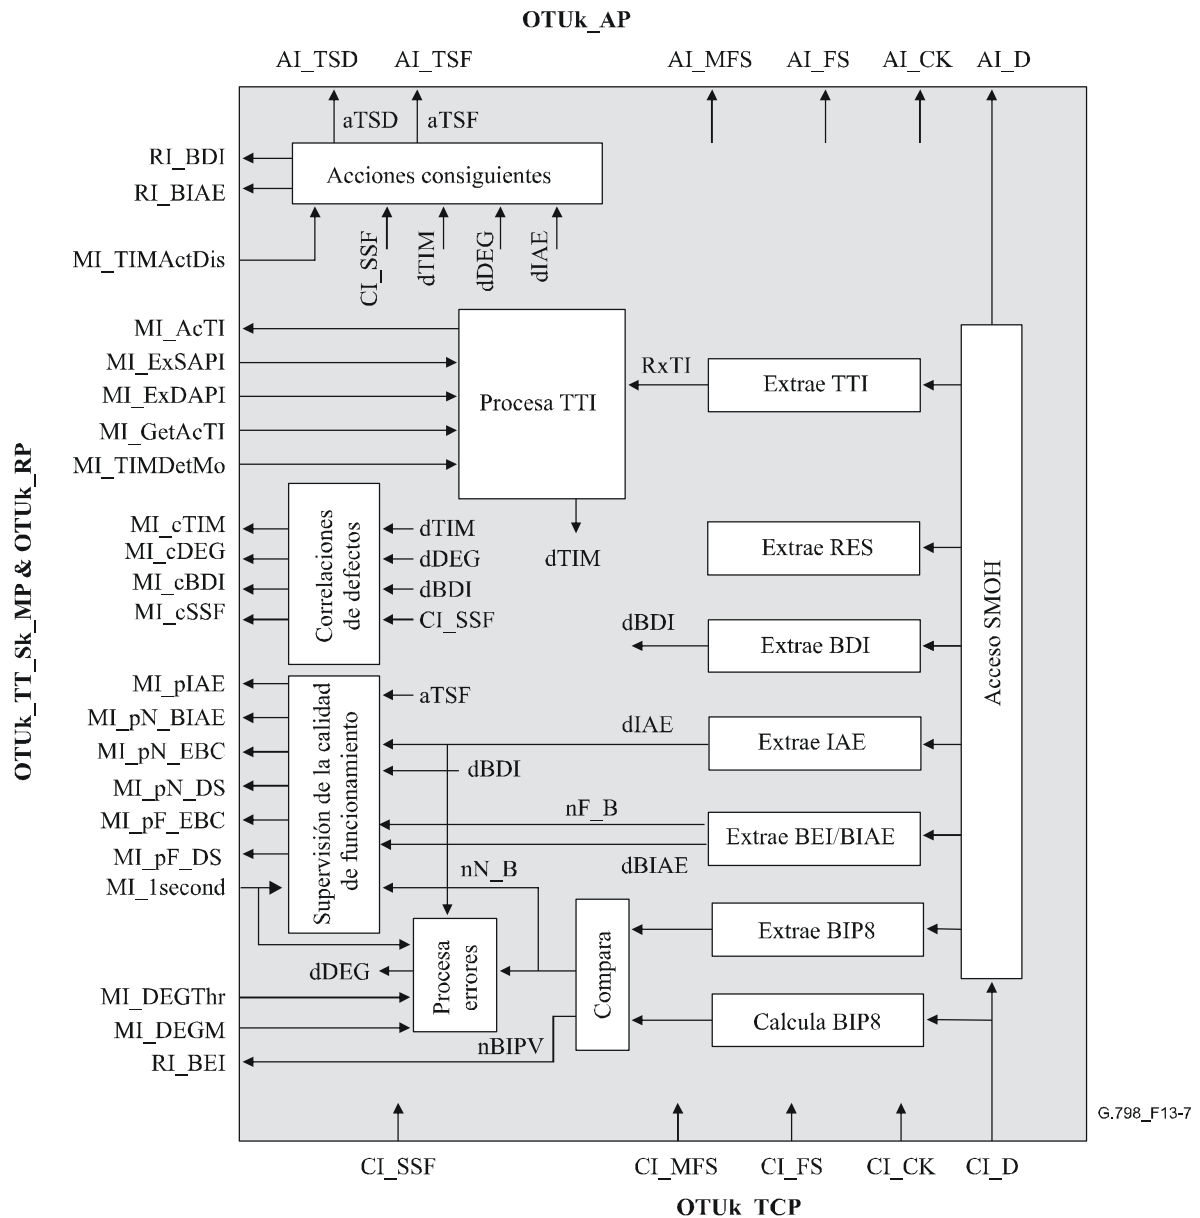 OTUk_AP
AI_TSD
AI_TSF
AI_MFS
AI_FS
AI_CK
AI_D
aTSD
aTSF
RI_BDI
RI_BIAE
Acciones consiguientes
MI_TIMActDis
CI_SSF
dTIM
dDEG
dIAE
MI_AcTI
MI_ExSAPI
MI_ExDAPI
MI_GetAcTI
MI_TIMDetMo
Procesa TTI
RxTI
Extrae TTI
dTIM
Acceso SMOH
OTUk_TT_Sk_MP & OTUk_RP
MI_cTIM
MI_cDEG
MI_cBDI
MI_cSSF
Correlaciones
de defectos
dTIM
dDEG
dBDI
CI_SSF
Extrae RES
dBDI
Extrae BDI
MI_pIAE
MI_pN_BIAE
MI_pN_EBC
MI_pN_DS
MI_pF_EBC
MI_pF_DS
MI_1second
Supervisión de la calidad
de funcionamiento
aTSF
dIAE
Extrae IAE
dBDI
nF_B
Extrae BEI/BIAE
dBIAE
nN_B
Extrae BIP8
Compara
Procesa
errores
dDEG
MI_DEGThr
MI_DEGM
RI_BEI
nBIPV
Calcula BIP8
G.798_F13-7
CI_SSF
CI_MFS
CI_FS
CI_CK
CI_D
OTUk_TCP